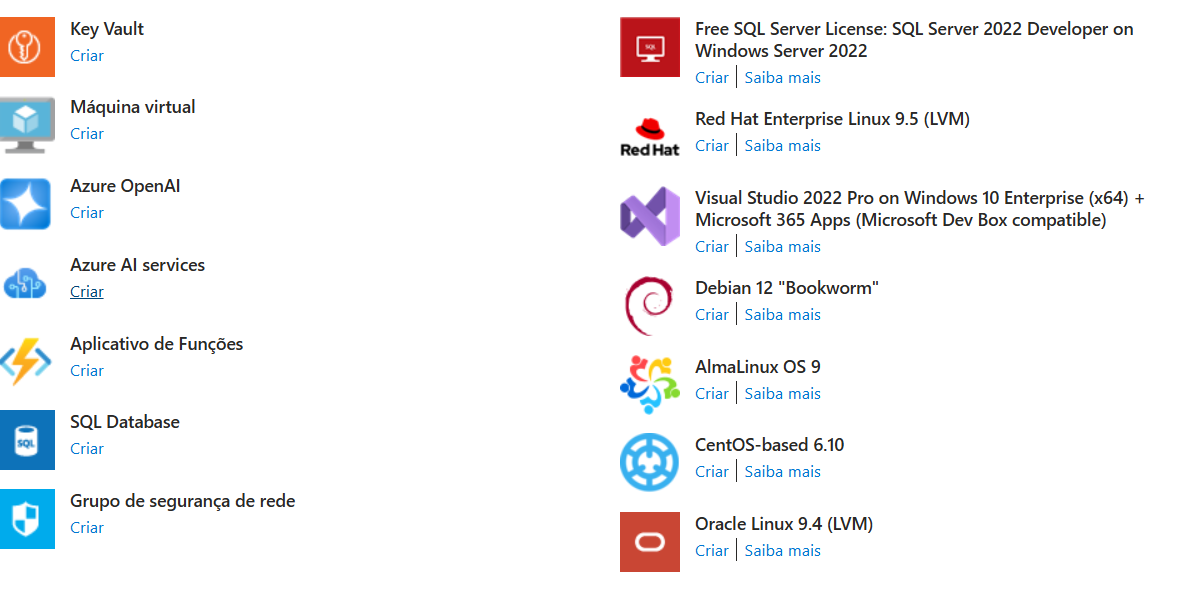 Key Vault
Criar
Máquina virtual
Criar
Azure OpenAI
Criar
Azure AI services
Criar
Aplicativo de Funções
Criar
SQL
SQL Database
Criar
Grupo de segurança de rede
Criar
SQL
Free SQL Server License: SQL Server 2022 Developer on
Windows Server 2022
Criar | Saiba mais
Red Hat
Red Hat Enterprise Linux 9.5 (LVM)
Criar | Saiba mais
Visual Studio 2022 Pro on Windows 10 Enterprise (x64) +
Microsoft 365 Apps (Microsoft Dev Box compatible)
Criar | Saiba mais
Debian 12 "Bookworm"
Criar | Saiba mais
AlmaLinux OS 9
Criar | Saiba mais
CentOS-based 6.10
Criar | Saiba mais
Oracle Linux 9.4 (LVM)
Criar | Saiba mais